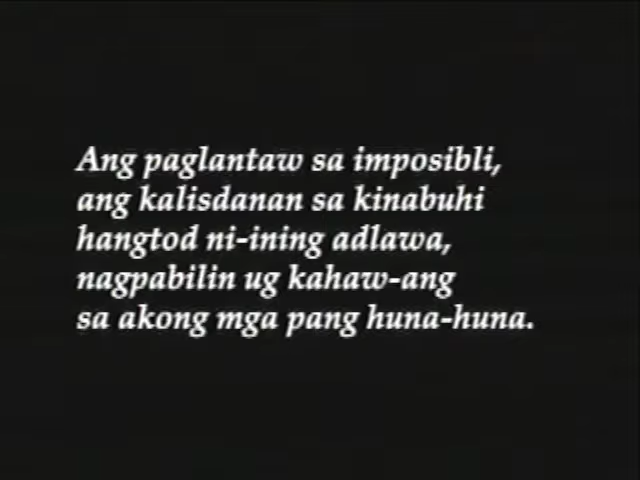 Ang paglantaw sa imposibli,
ang kalisdanan sa kinabuhi
hangtod ni-ining adlawa,
nagpabilin ug kahaw-ang
sa akong mga pang huna-huna.